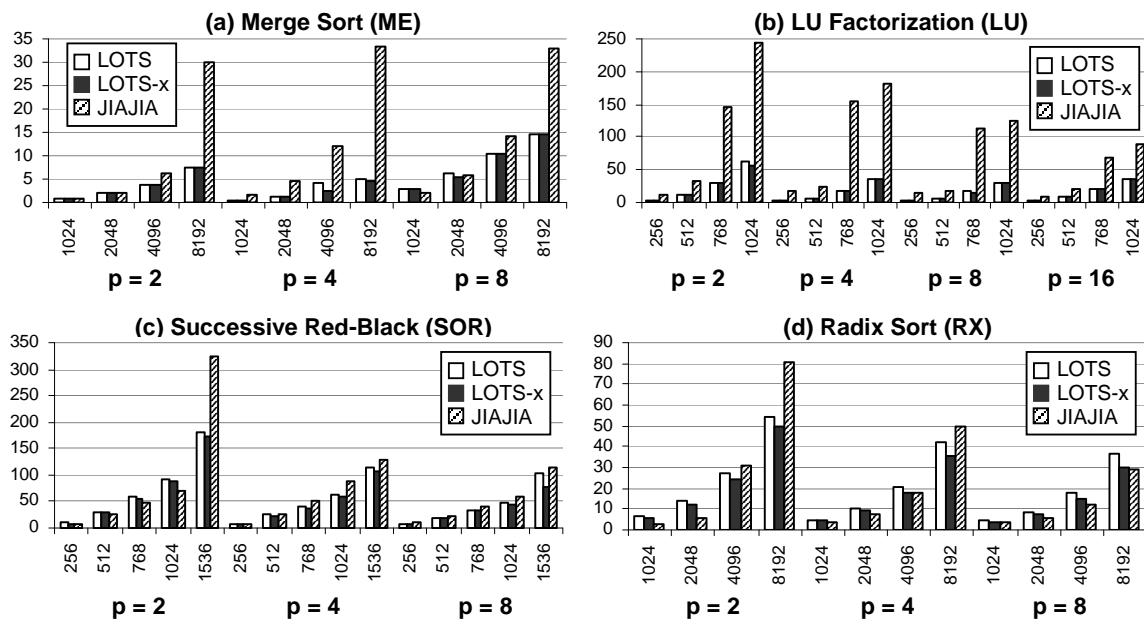 (a) Merge Sort (ME)
35
30
25
20
15
10
5
0
LOTS
LOTS-x
JIAJIA
1024 2048 4096 8192 1024 2048 4096 8192 1024 2048 4096 8192
p = 2 p = 4 p = 8
(b) LU Factorization (LU)
250
200
150
100
50
0
LOTS
LOTS-x
JIAJIA
256 512 768 1024 256 512 768 1024 256 512 768 1024 256 512 768 1024
p = 2 p = 4 p = 8 p = 16
(c) Successive Red-Black (SOR)
350
300
250
200
150
100
50
0
LOTS
LOTS-x
JIAJIA
256 512 768 1024 1536 256 512 768 1024 1536 256 512 768 1024 1536
p = 2 p = 4 p = 8
(d) Radix Sort (RX)
90
80
70
60
50
40
30
20
10
0
LOTS
LOTS-x
JIAJIA
1024 2048 4096 8192 1024 2048 4096 8192 1024 2048 4096 8192
p = 2 p = 4 p = 8